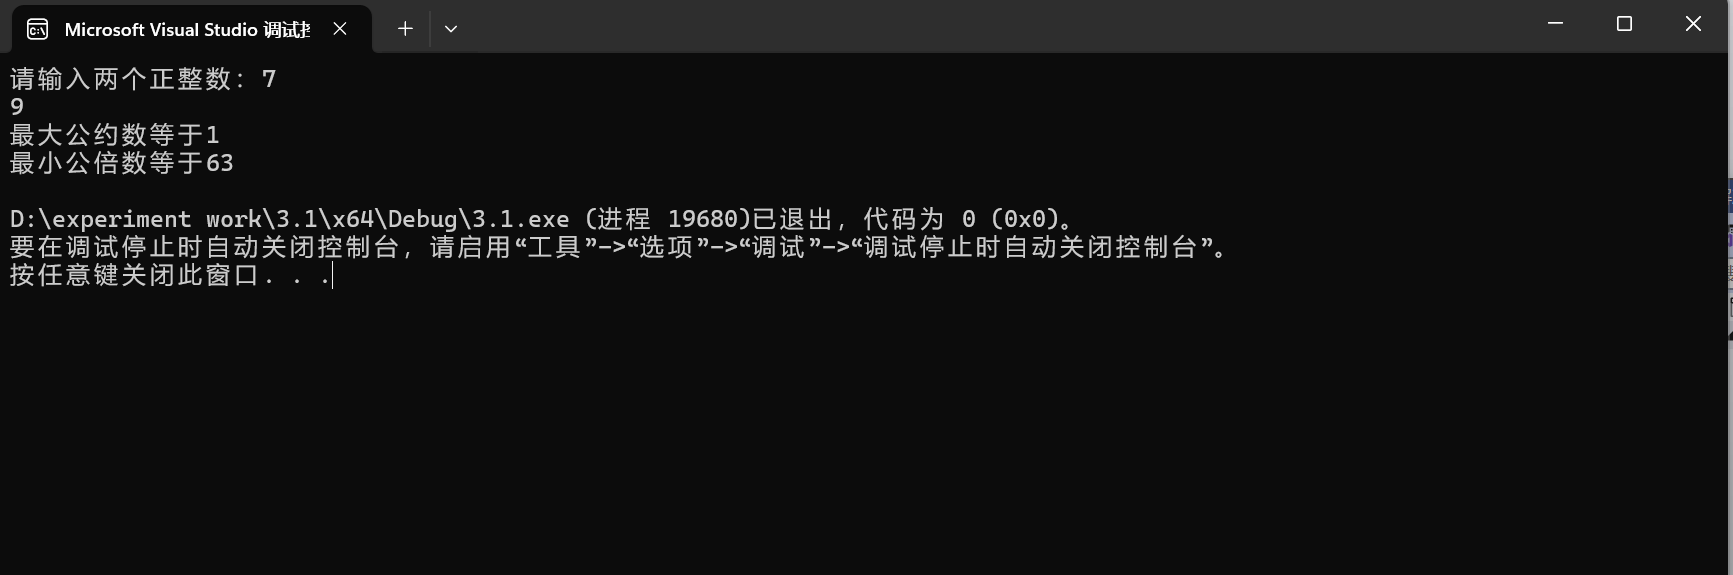 Microsoft Visual Studio 调试
请输入两个正整数：7
9
最大公约数等于1
最小公倍数等于63
D:\experiment work\3.1\x64\Debug\3.1.exe (进程 19680)已退出，代码为 0 (0x0)。
要在调试停止时自动关闭控制台，请启用“工具”->“选项”->“调试”->“调试停止时自动关闭控制台”。
按任意键关闭此窗口. . .